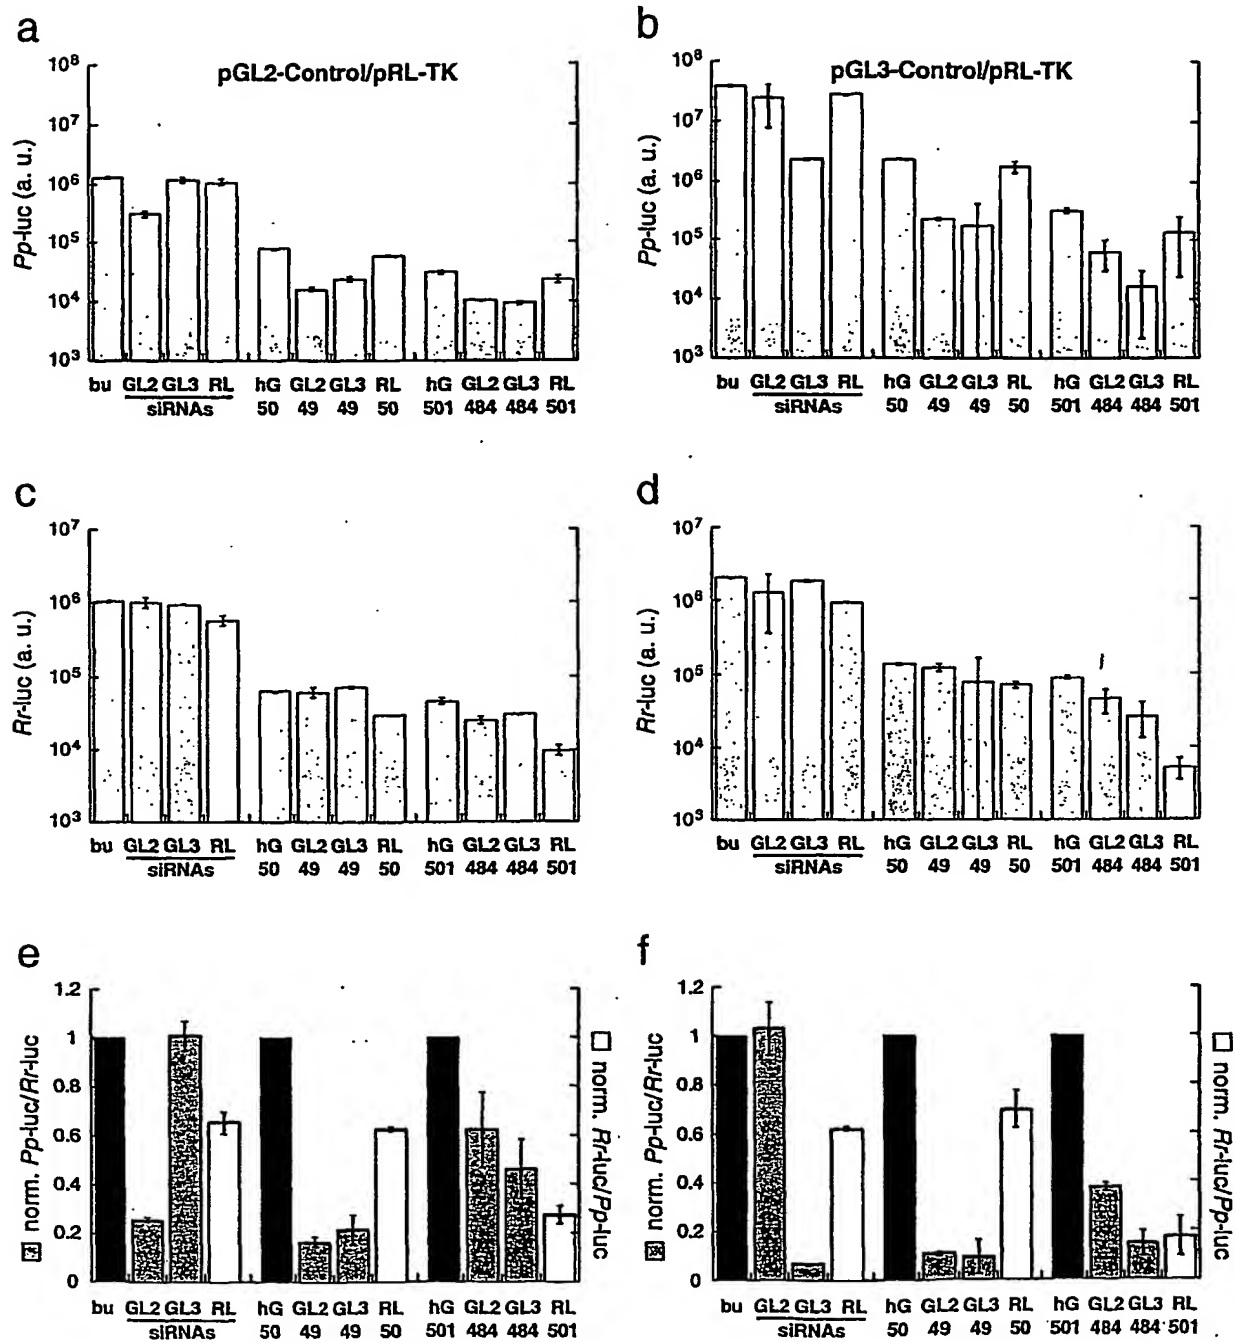 a
pGL2-Control/pRL-TK
Pp-luc (a. u.)
10⁸
10⁷
10⁶
10⁵
10⁴
10³
bu GL2 GL3 RL hG GL2 GL3 RL hG GL2 GL3 RL
siRNAs 50 49 49 50 501 484 484 501
b
pGL3-Control/pRL-TK
Pp-luc (a. u.)
10⁸
10⁷
10⁶
10⁵
10⁴
10³
bu GL2 GL3 RL hG GL2 GL3 RL hG GL2 GL3 RL
siRNAs 50 49 49 50 501 484 484 501
c
Rr-luc (a. u.)
10⁷
10⁶
10⁵
10⁴
10³
bu GL2 GL3 RL hG GL2 GL3 RL hG GL2 GL3 RL
siRNAs 50 49 49 50 501 484 484 501
d
Rr-luc (a. u.)
10⁷
10⁶
10⁵
10⁴
10³
bu GL2 GL3 RL hG GL2 GL3 RL hG GL2 GL3 RL
siRNAs 50 49 49 50 501 484 484 501
e
norm. Pp-luc/Rr-luc
1.2
1
0.8
0.6
0.4
0.2
0
norm. Rr-luc/Pp-luc
bu GL2 GL3 RL hG GL2 GL3 RL hG GL2 GL3 RL
siRNAs 50 49 49 50 501 484 484 501
f
norm. Pp-luc/Rr-luc
1.2
1
0.8
0.6
0.4
0.2
0
norm. Rr-luc/Pp-luc
bu GL2 GL3 RL hG GL2 GL3 RL hG GL2 GL3 RL
siRNAs 50 49 49 50 501 484 484 501